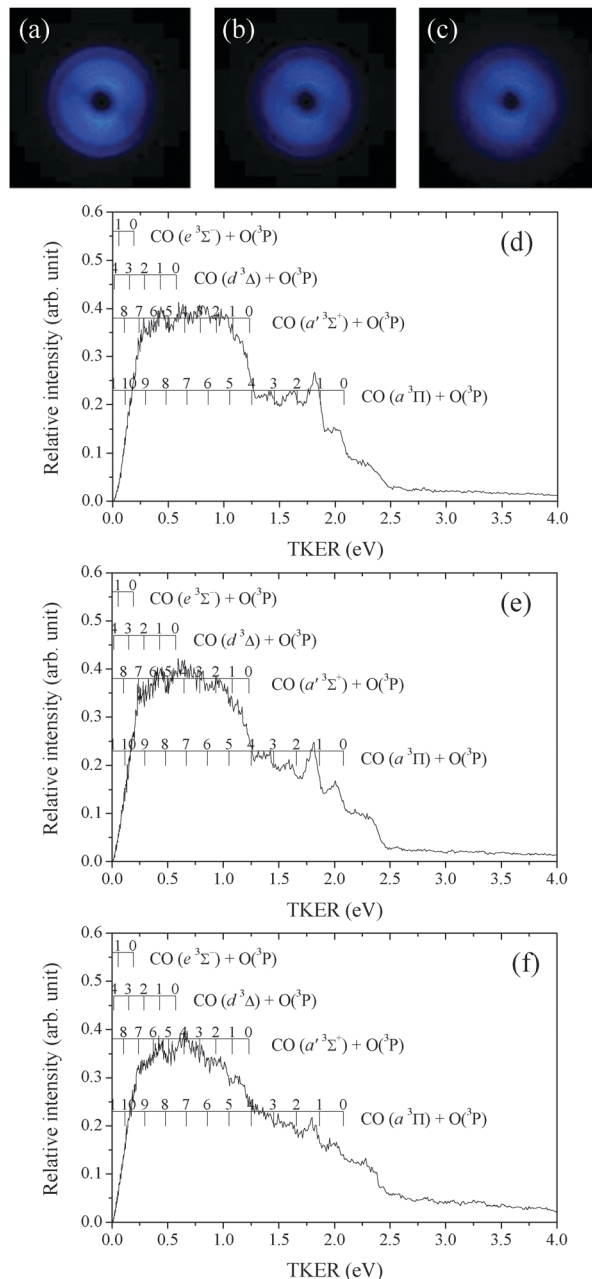 (a) (b) (c)
0.6
0.5
0.4
0.3
0.2
0.1
0.0
Relative intensity (arb. unit)
(d)
1 0
CO (e ³Σ⁻) + O(³P)
4 3 2 1 0
CO (d ³Δ) + O(³P)
8 7 6 5 4 3 2 1 0
CO (a' ³Σ⁺) + O(³P)
1 10 9 8 7 6 5 4 3 2 1 0
CO (a ³Π) + O(³P)
0.0 0.5 1.0 1.5 2.0 2.5 3.0 3.5 4.0
TKER (eV)
0.6
0.5
0.4
0.3
0.2
0.1
0.0
Relative intensity (arb. unit)
(e)
1 0
CO (e ³Σ⁻) + O(³P)
4 3 2 1 0
CO (d ³Δ) + O(³P)
8 7 6 5 4 3 2 1 0
CO (a' ³Σ⁺) + O(³P)
1 10 9 8 7 6 5 4 3 2 1 0
CO (a ³Π) + O(³P)
0.0 0.5 1.0 1.5 2.0 2.5 3.0 3.5 4.0
TKER (eV)
0.6
0.5
0.4
0.3
0.2
0.1
0.0
Relative intensity (arb. unit)
(f)
1 0
CO (e ³Σ⁻) + O(³P)
4 3 2 1 0
CO (d ³Δ) + O(³P)
8 7 6 5 4 3 2 1 0
CO (a' ³Σ⁺) + O(³P)
1 10 9 8 7 6 5 4 3 2 1 0
CO (a ³Π) + O(³P)
0.0 0.5 1.0 1.5 2.0 2.5 3.0 3.5 4.0
TKER (eV)